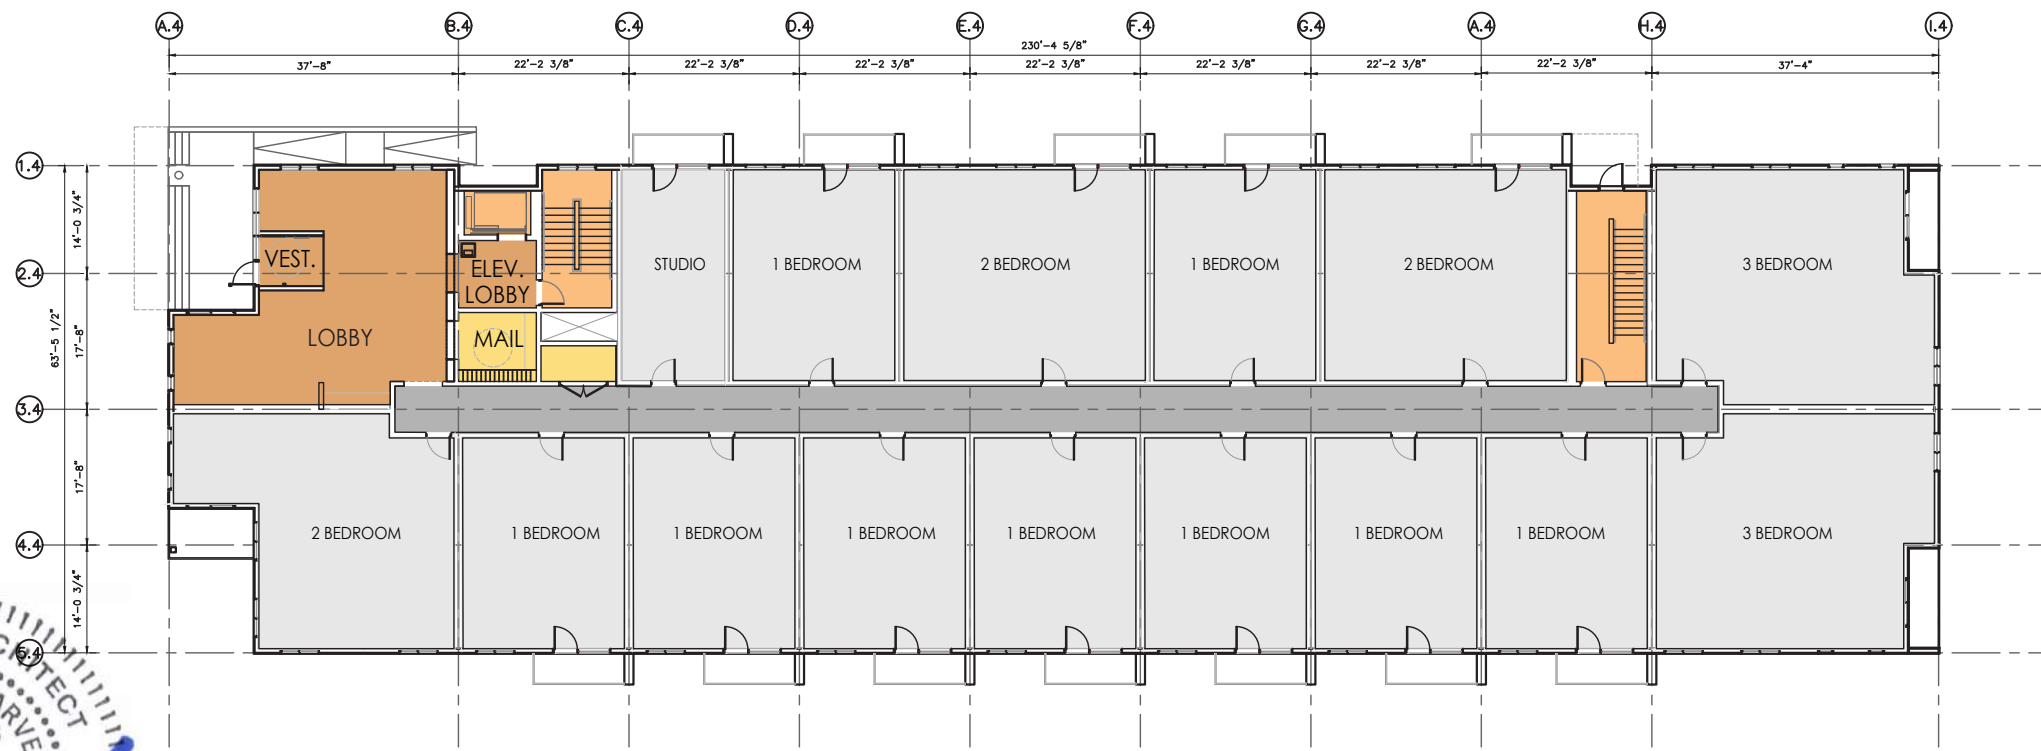 A.4 B.4 C.4 D.4 E.4 F.4 G.4 A.4 H.4 I.4
230'-4 5/8"
37'-8" 22'-2 3/8" 22'-2 3/8" 22'-2 3/8" 22'-2 3/8" 22'-2 3/8" 22'-2 3/8" 22'-2 3/8" 37'-4"
1.4
14'-0 3/4"
VEST.
ELEV.
LOBBY
STUDIO
1 BEDROOM
2 BEDROOM
1 BEDROOM
2 BEDROOM
3 BEDROOM
2.4
63'-5 1/2"
17'-8"
LOBBY
MAIL
3.4
17'-8"
2 BEDROOM
1 BEDROOM
1 BEDROOM
1 BEDROOM
1 BEDROOM
1 BEDROOM
1 BEDROOM
1 BEDROOM
3 BEDROOM
4.4
14'-0 3/4"
5.4